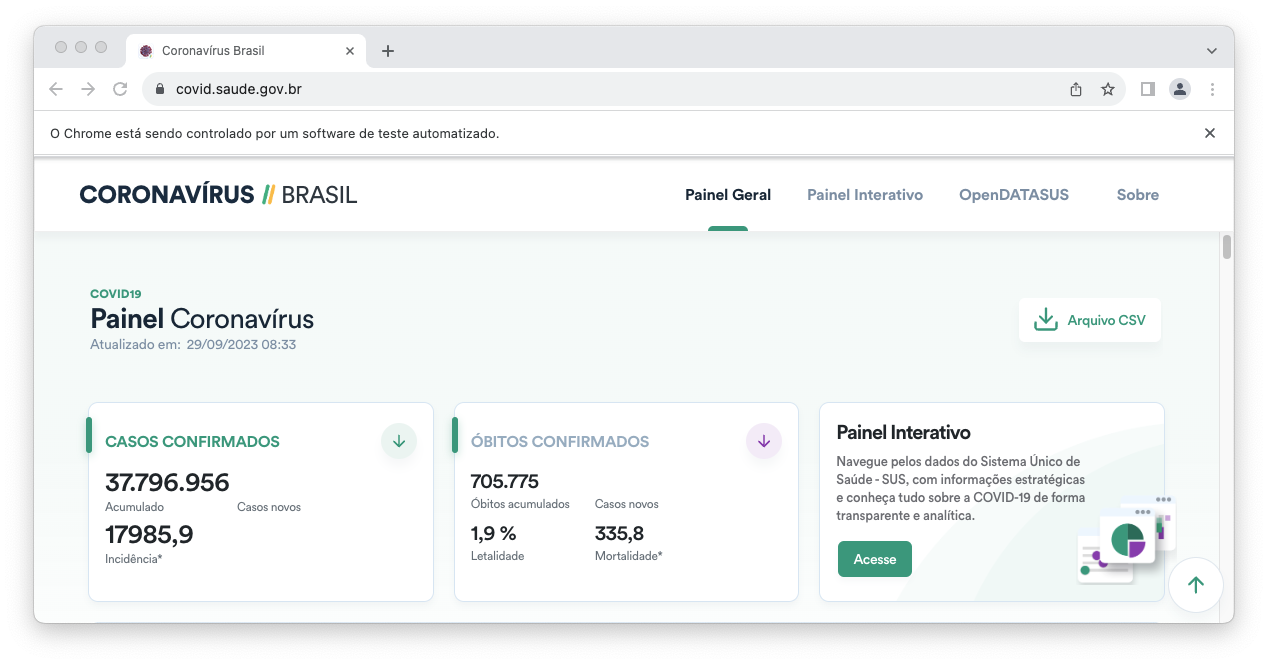 Coronavírus Brasil
covid.saude.gov.br
O Chrome está sendo controlado por um software de teste automatizado.
CORONAVÍRUS // BRASIL
Painel Geral
Painel Interativo
OpenDATASUS
Sobre
COVID19
Painel Coronavírus
Atualizado em: 29/09/2023 08:33
Arquivo CSV
CASOS CONFIRMADOS
37.796.956
Acumulado
Casos novos
17985,9
Incidência*
ÓBITOS CONFIRMADOS
705.775
Óbitos acumulados
Casos novos
1,9 %
335,8
Letalidade
Mortalidade*
Painel Interativo
Navegue pelos dados do Sistema Único de
Saúde - SUS, com informações estratégicas
e conheça tudo sobre a COVID-19 de forma
transparente e analítica.
Acesse